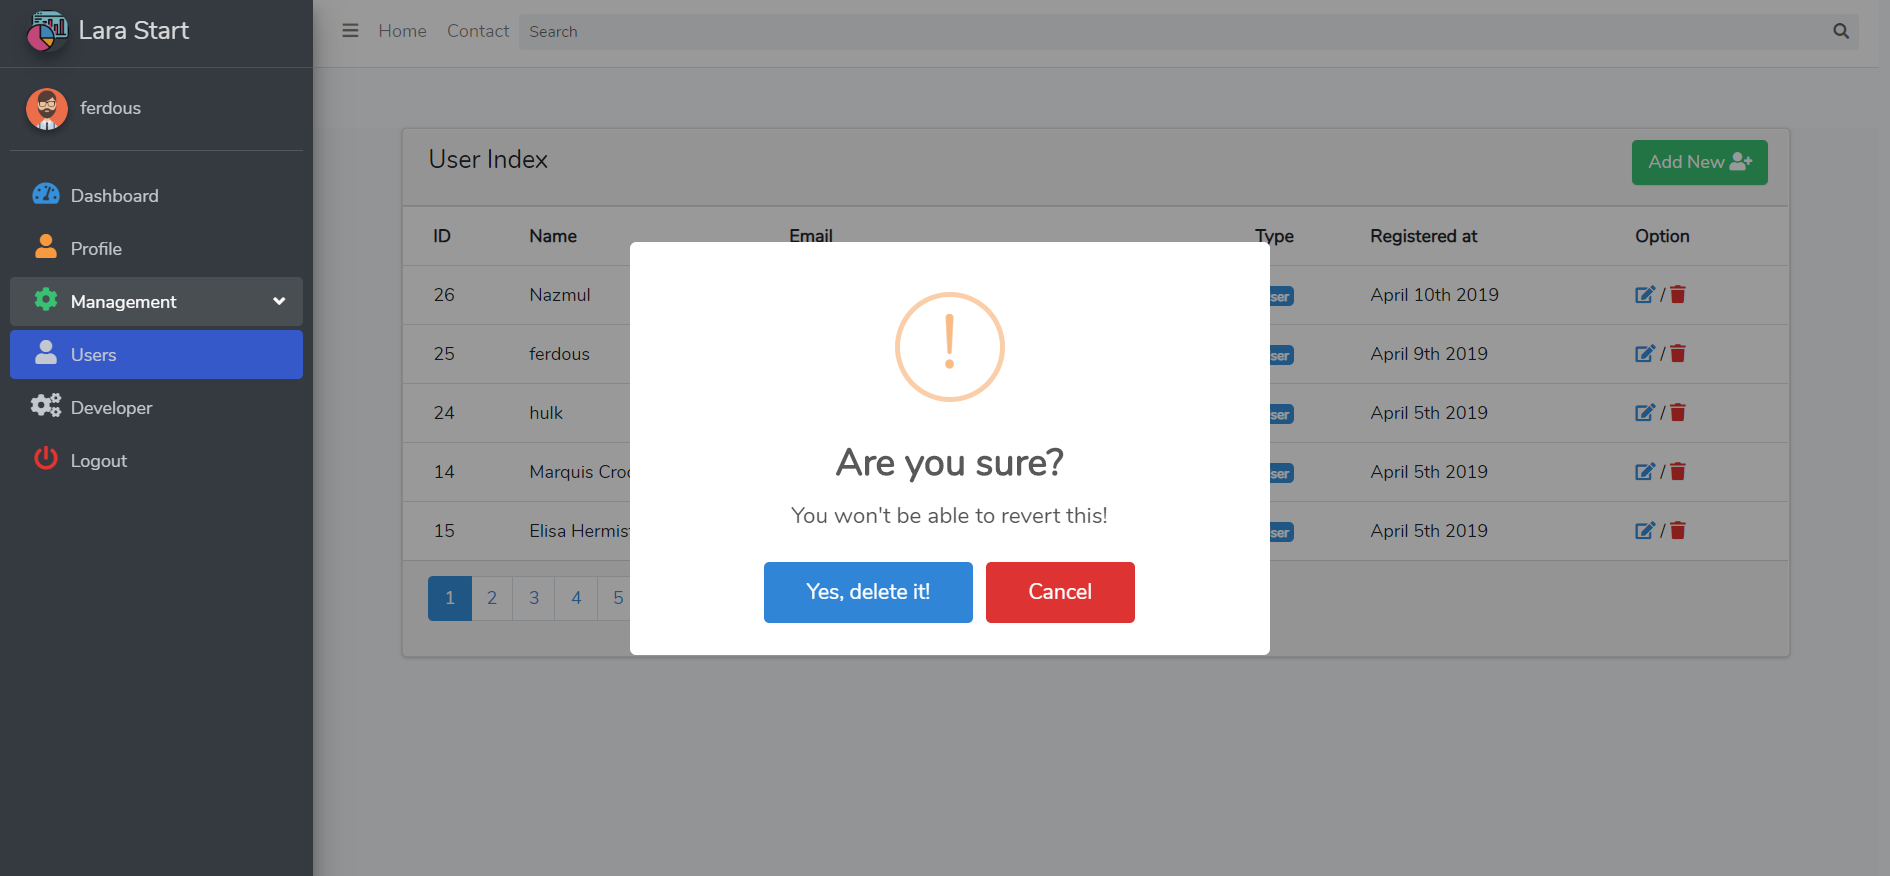 Lara Start
ferdous
Dashboard
Profile
Management
Users
Developer
Logout
Home Contact Search
User Index
Add New
ID Name Email Type Registered at Option
26 Nazmul ser April 10th 2019 /
25 ferdous ser April 9th 2019 /
24 hulk ser April 5th 2019 /
14 Marquis Croo ser April 5th 2019 /
15 Elisa Hermis ser April 5th 2019 /
1 2 3 4 5
!
Are you sure?
You won't be able to revert this!
Yes, delete it! Cancel